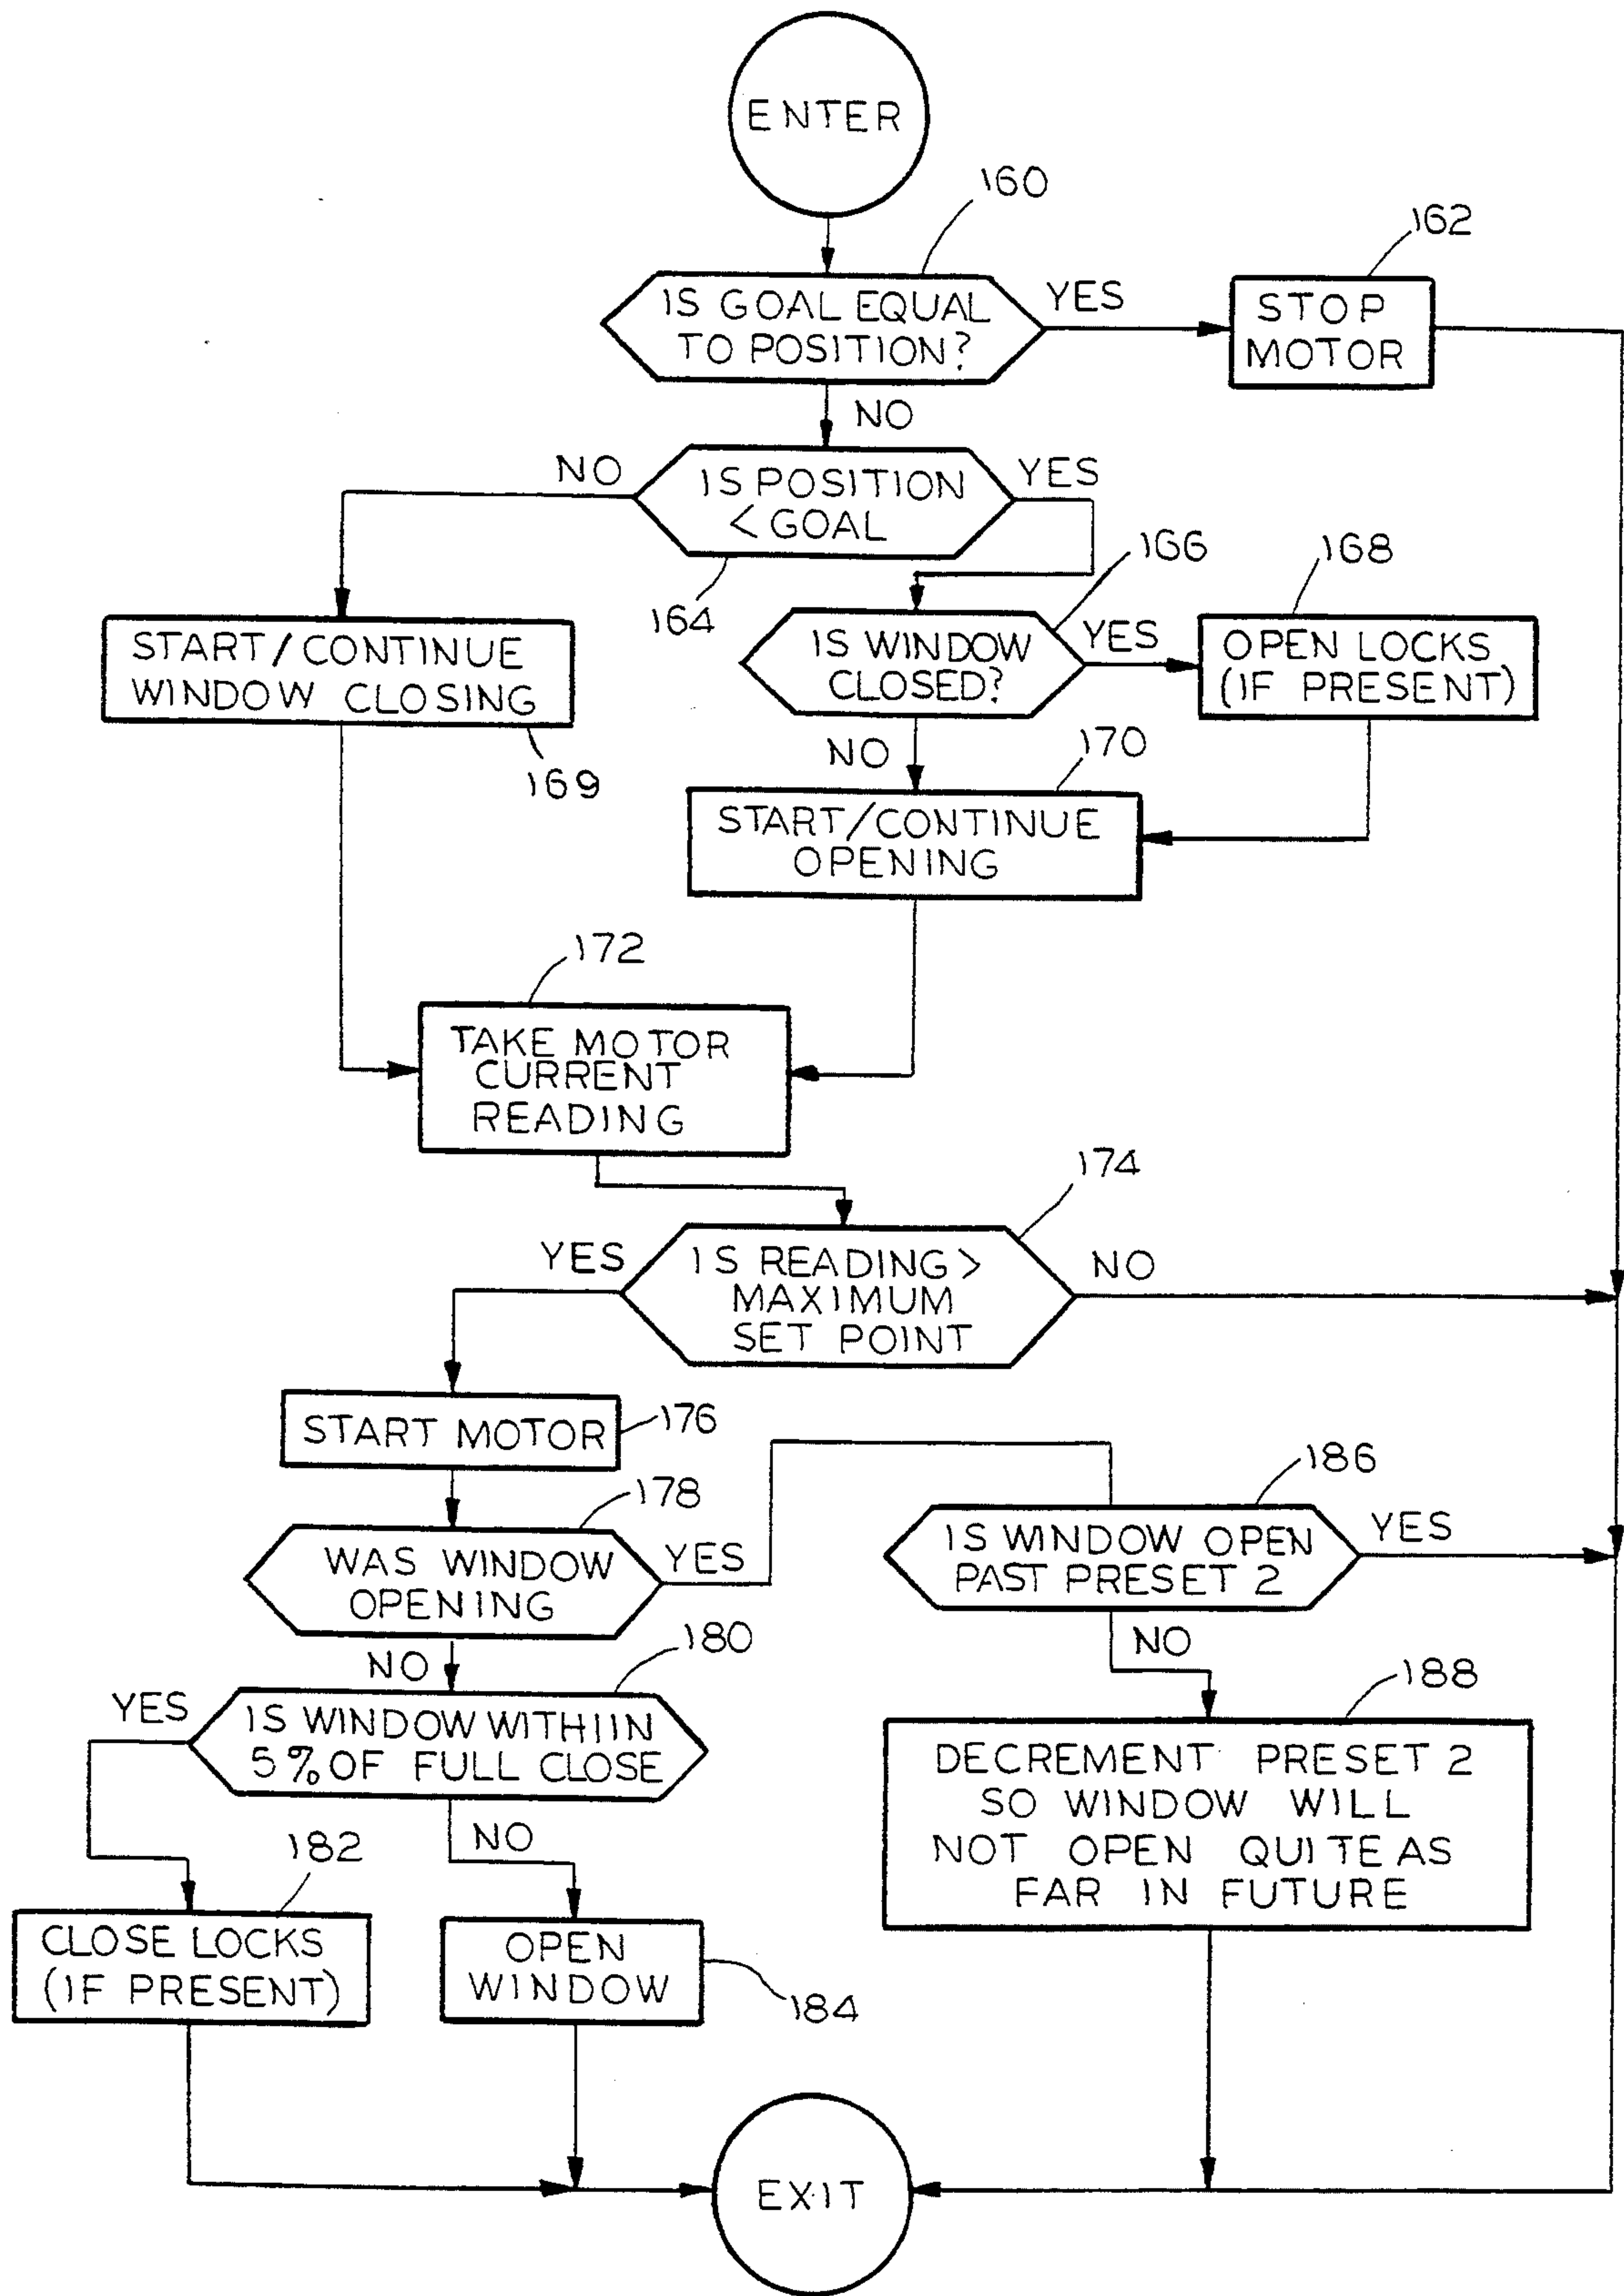 ENTER
160
IS GOAL EQUAL
TO POSITION?
YES
162
STOP
MOTOR
NO
NO
IS POSITION
< GOAL
YES
164
166
168
START/CONTINUE
WINDOW CLOSING
169
IS WINDOW
CLOSED?
YES
OPEN LOCKS
(IF PRESENT)
NO
170
START/CONTINUE
OPENING
172
TAKE MOTOR
CURRENT
READING
174
YES
IS READING >
MAXIMUM
SET POINT
NO
START MOTOR
176
178
WAS WINDOW
OPENING
YES
186
IS WINDOW OPEN
PAST PRESET 2
YES
NO
180
NO
188
YES
IS WINDOW WITHIIN
5% OF FULL CLOSE
DECREMENT PRESET 2
SO WINDOW WILL
NOT OPEN QUITE AS
FAR IN FUTURE
NO
182
CLOSE LOCKS
(IF PRESENT)
OPEN
WINDOW
184
EXIT